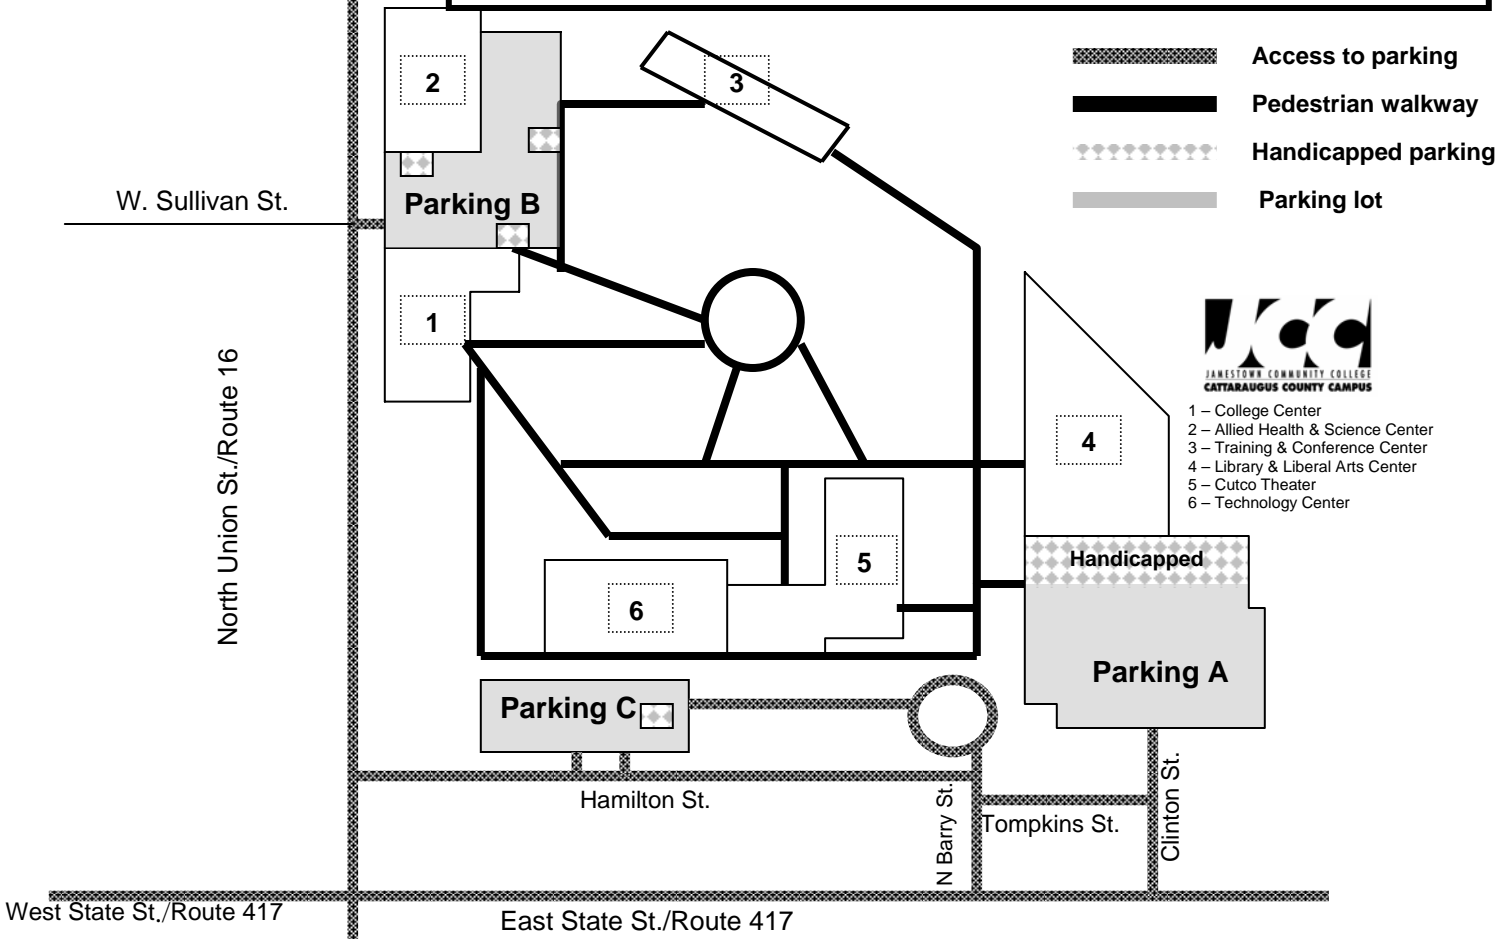 2
3
Access to parking
Pedestrian walkway
Handicapped parking
Parking lot
W. Sullivan St.
Parking B
1
North Union St./Route 16
JCC
JAMESTOWN COMMUNITY COLLEGE
CATTARAUGUS COUNTY CAMPUS
1 – College Center
2 – Allied Health & Science Center
3 – Training & Conference Center
4 – Library & Liberal Arts Center
5 – Cutco Theater
6 – Technology Center
4
5
6
Handicapped
Parking A
Parking C
Hamilton St.
N Barry St.
Tompkins St.
Clinton St.
West State St./Route 417
East State St./Route 417